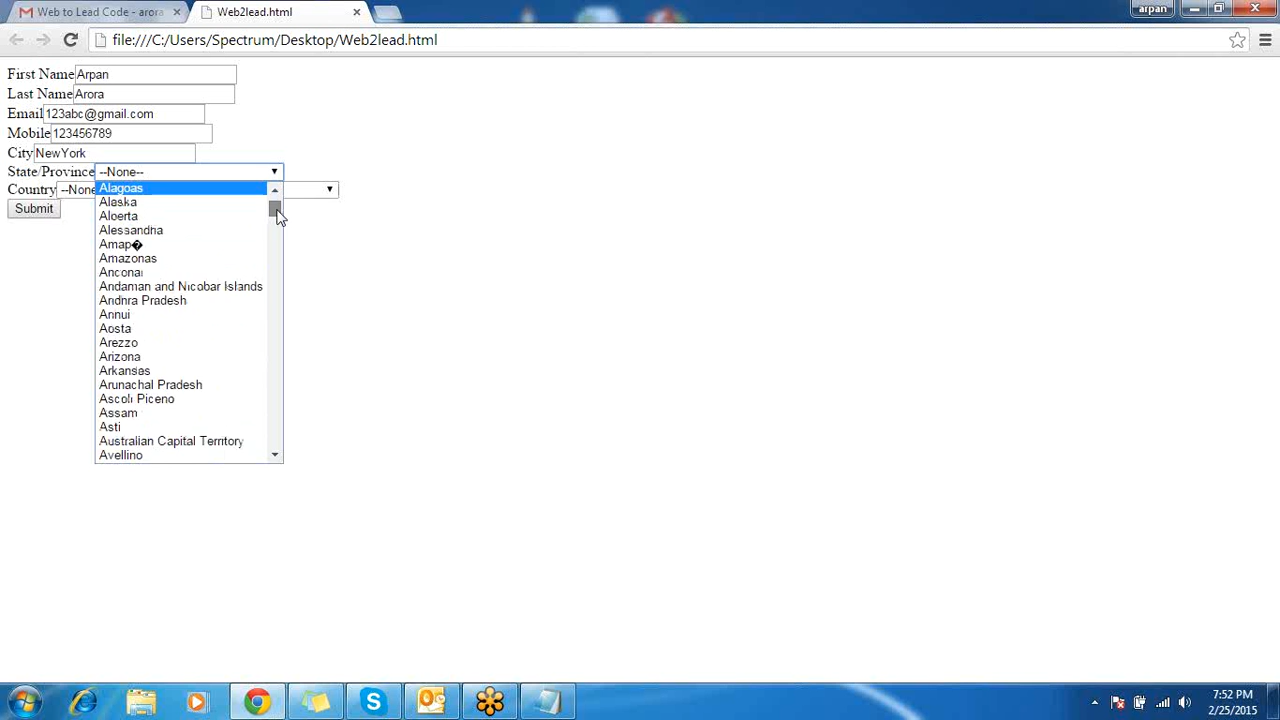 Web to Lead Code - arora
Web2lead.html
arpan
file:///C:/Users/Spectrum/Desktop/Web2lead.html
First Name Arpan
Last Name Arora
Email 123abc@gmail.com
Mobile 123456789
City NewYork
State/Province --None--
Country --None
Submit
Alagoas
Alaska
Alberta
Alessandria
Amap�
Amazonas
Ancona
Andaman and Nicobar Islands
Andhra Pradesh
Anhui
Aosta
Arezzo
Arizona
Arkansas
Arunachal Pradesh
Ascoli Piceno
Assam
Asti
Australian Capital Territory
Avellino
7:52 PM
2/25/2015